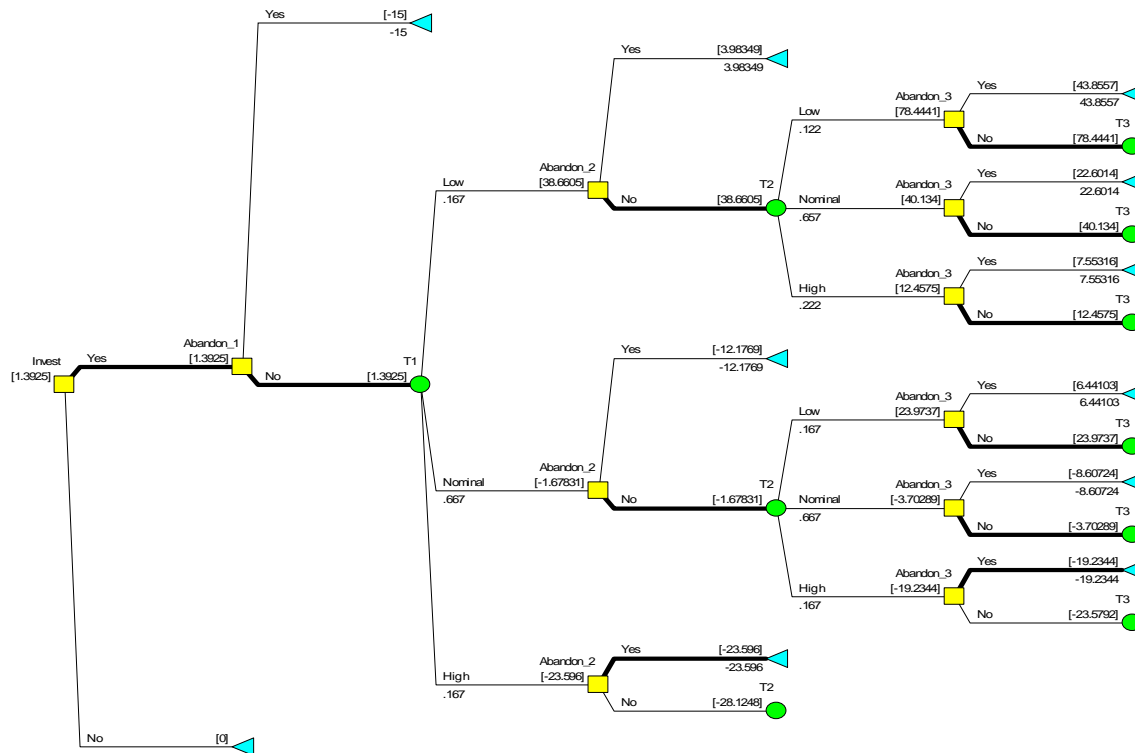 Yes [-15]
-15
Yes [3.98349]
3.98349
Abandon_3 Yes [43.8557]
43.8557
Low [78.4441]
.122
T3
No [78.4441]
Abandon_2
Low [38.6605]
.167
T2
No [38.6605]
Abandon_3 Yes [22.6014]
22.6014
Nominal [40.134]
.657
T3
No [40.134]
Abandon_3 Yes [7.55316]
7.55316
High [12.4575]
.222
T3
No [12.4575]
Invest
[1.3925]
Yes
Abandon_1
[1.3925]
No
T1
[1.3925]
Yes [-12.1769]
-12.1769
Abandon_3 Yes [6.44103]
6.44103
Low [23.9737]
.167
T3
No [23.9737]
Abandon_2
Nominal [-1.67831]
.667
T2
No [-1.67831]
Abandon_3 Yes [-8.60724]
-8.60724
Nominal [-3.70289]
.667
T3
No [-3.70289]
Abandon_3 Yes [-19.2344]
-19.2344
High [-19.2344]
.167
T3
No [-23.5792]
Yes [-23.596]
-23.596
Abandon_2
High [-23.596]
.167
T2
No [-28.1248]
No [0]